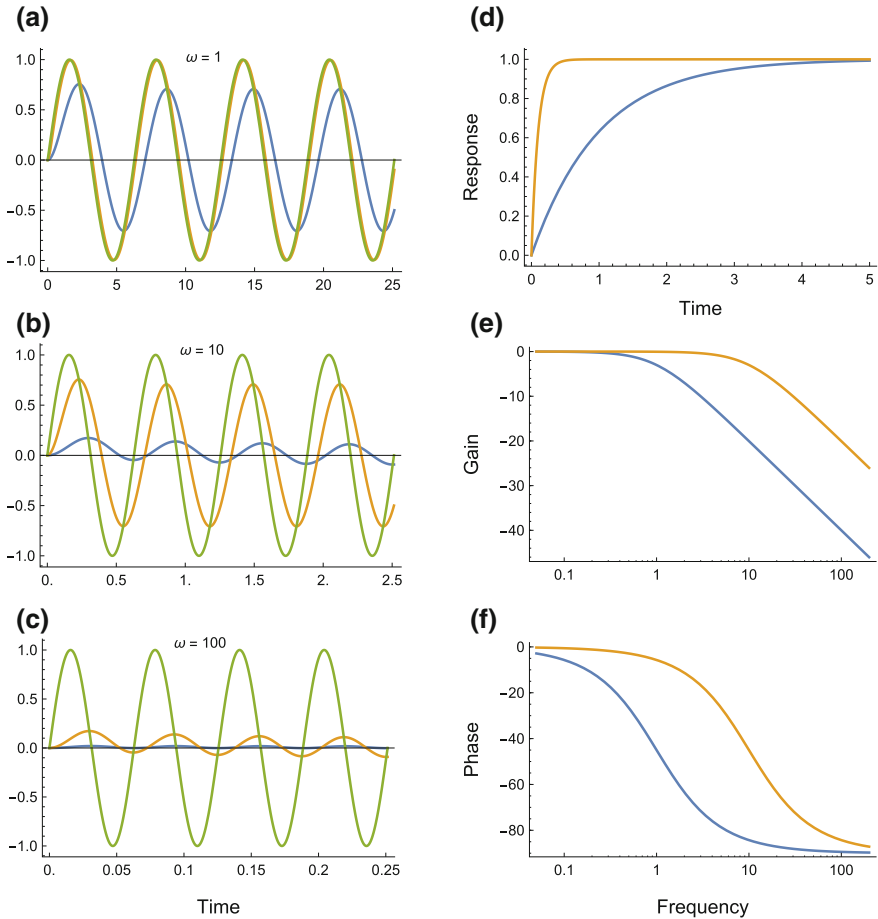 (a)
ω = 1
1.0
0.5
0.0
−0.5
−1.0
0 5 10 15 20 25
(b)
ω = 10
1.0
0.5
0.0
−0.5
−1.0
0. 0.5 1. 1.5 2. 2.5
(c)
ω = 100
1.0
0.5
0.0
−0.5
−1.0
0. 0.05 0.1 0.15 0.2 0.25
Time
(d)
Response
1.0
0.8
0.6
0.4
0.2
0.0
0 1 2 3 4 5
Time
(e)
Gain
0
−10
−20
−30
−40
0.1 1 10 100
(f)
Phase
0
−20
−40
−60
−80
0.1 1 10 100
Frequency